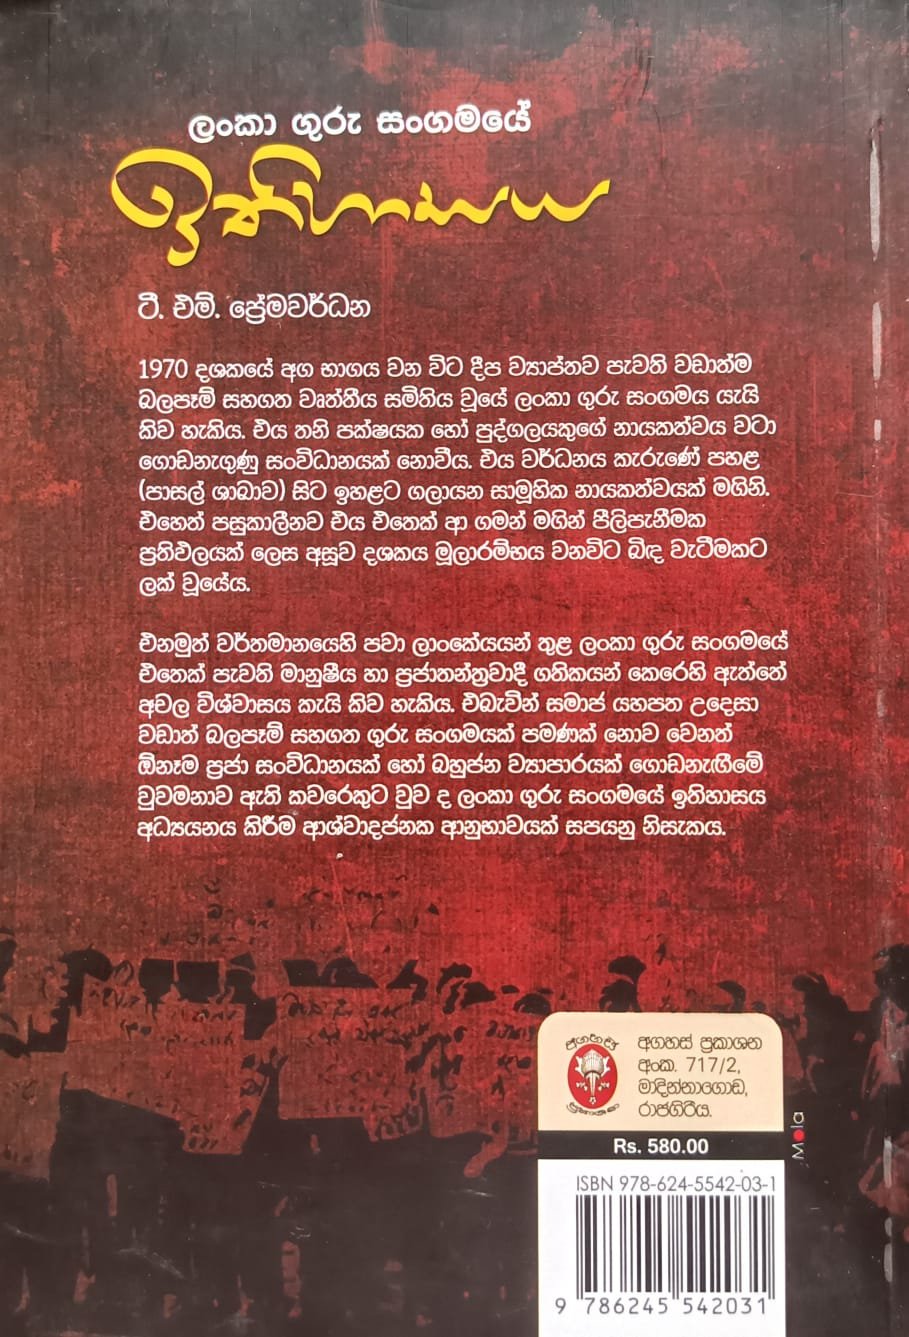 ලංකා ගුරු සංගමයේ
ඉතිහාසය
ටී. එම්. ප්‍රේමවර්ධන
1970 දශකයේ අග භාගය වන විට දීප ව්‍යාප්තව පැවති වඩාත්ම
බලපෑම් සහගත වෘත්තීය සමිතිය වූයේ ලංකා ගුරු සංගමය යැයි
කිව හැකිය. එය තනි පක්ෂයක හෝ පුද්ගලයකුගේ නායකත්වය වටා
ගොඩනැගුණු සංවිධානයක් නොවීය. එය වර්ධනය කැරුණේ පහළ
(පාසල් ශාඛාව) සිට ඉහළට ගලායන සාමූහික නායකත්වයක් මගිනි.
එහෙත් පසුකාලීනව එය එතෙක් ආ ගමන් මගින් පීලිපැනීමක
ප්‍රතිඵලයක් ලෙස අසූව දශකය මූලාරම්භය වනවිට බිඳ වැටීමකට
ලක් වූයේය.
එනමුත් වර්තමානයෙහි පවා ලාංකේයයන් තුළ ලංකා ගුරු සංගමයේ
එතෙක් පැවති මානුෂීය හා ප්‍රජාතන්ත්‍රවාදී ගතිකයන් කෙරෙහි ඇත්තේ
අචල විශ්වාසය කැයි කිව හැකිය. එබැවින් සමාජ යහපත උදෙසා
වඩාත් බලපෑම් සහගත ගුරු සංගමයක් පමණක් නොව වෙනත්
ඕනෑම ප්‍රජා සංවිධානයක් හෝ බහුජන ව්‍යාපාරයක් ගොඩනැඟීමේ
වුවමනාව ඇති කවරෙකුට වුව ද ලංකා ගුරු සංගමයේ ඉතිහාසය
අධ්‍යයනය කිරීම ආශ්වාදජනක ආනුභාවයක් සපයනු නිසැකය.
අගහස්
ප්‍රකාශන
අගහස් ප්‍රකාශන
අංක. 717/2,
මාදින්නාගොඩ,
රාජගිරිය.
Rs. 580.00
Mola
ISBN 978-624-5542-03-1
9 786245 542031